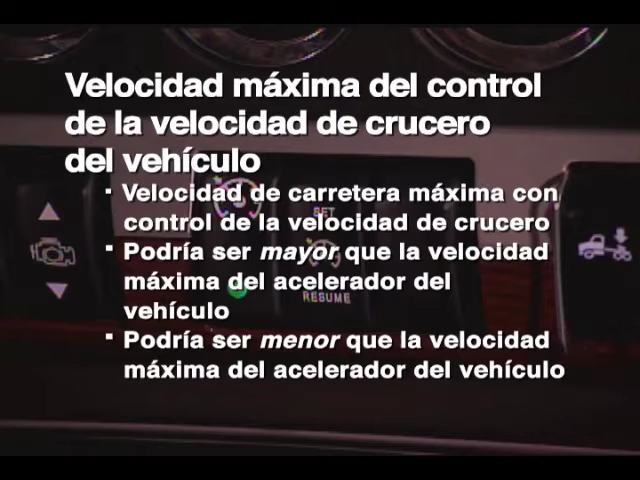 Velocidad máxima del control
de la velocidad de crucero
del vehículo
▪ Velocidad de carretera máxima con
control de la velocidad de crucero
▪ Podría ser mayor que la velocidad
máxima del acelerador del
vehículo
▪ Podría ser menor que la velocidad
máxima del acelerador del vehículo
SET
RESUME